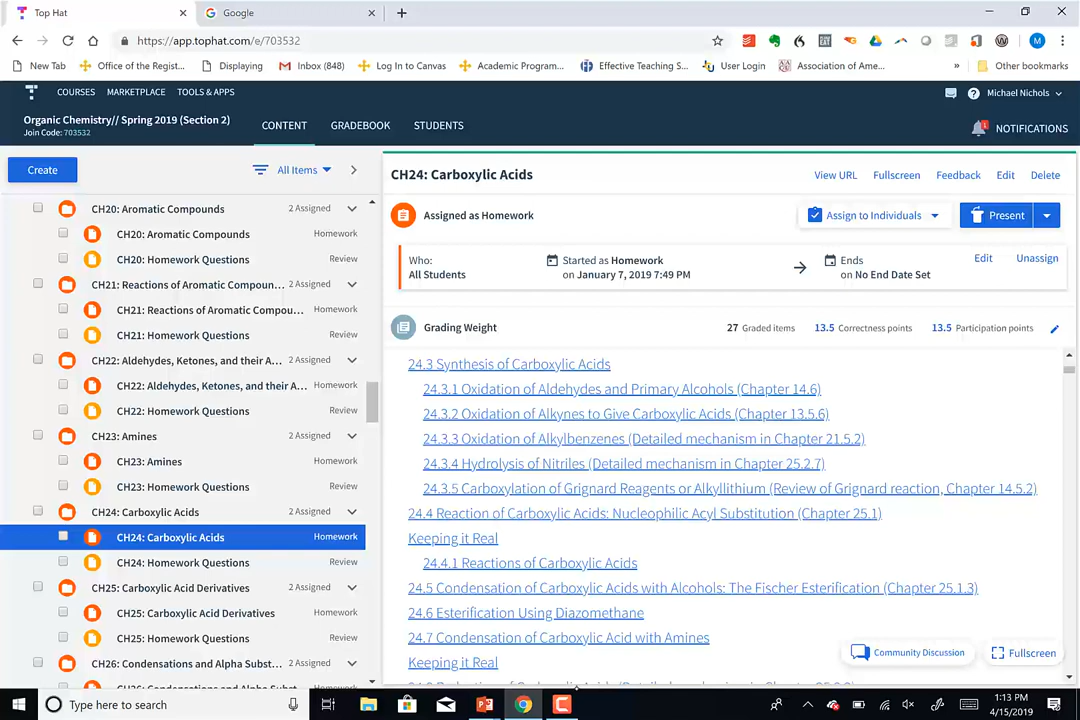 Top Hat
Google
https://app.tophat.com/e/703532
New Tab
Office of the Regist...
Displaying
Inbox (848)
Log In to Canvas
Academic Program...
Effective Teaching S...
User Login
Association of Ame...
»
Other bookmarks
COURSES
MARKETPLACE
TOOLS & APPS
Michael Nichols
Organic Chemistry// Spring 2019 (Section 2)
Join Code: 703532
CONTENT
GRADEBOOK
STUDENTS
1
NOTIFICATIONS
Create
All Items
CH20: Aromatic Compounds 2 Assigned
CH20: Aromatic Compounds Homework
CH20: Homework Questions Review
CH21: Reactions of Aromatic Compoun... 2 Assigned
CH21: Reactions of Aromatic Compou... Homework
CH21: Homework Questions Review
CH22: Aldehydes, Ketones, and their A... 2 Assigned
CH22: Aldehydes, Ketones, and their A... Homework
CH22: Homework Questions Review
CH23: Amines 2 Assigned
CH23: Amines Homework
CH23: Homework Questions Review
CH24: Carboxylic Acids 2 Assigned
CH24: Carboxylic Acids Homework
CH24: Homework Questions Review
CH25: Carboxylic Acid Derivatives 2 Assigned
CH25: Carboxylic Acid Derivatives Homework
CH25: Homework Questions Review
CH26: Condensations and Alpha Subst... 2 Assigned
CH24: Carboxylic Acids
View URL
Fullscreen
Feedback
Edit
Delete
Assigned as Homework
Assign to Individuals
Present
Who:
All Students
Started as Homework
on January 7, 2019 7:49 PM
Ends
on No End Date Set
Edit
Unassign
Grading Weight
27 Graded items
13.5 Correctness points
13.5 Participation points
24.3 Synthesis of Carboxylic Acids
24.3.1 Oxidation of Aldehydes and Primary Alcohols (Chapter 14.6)
24.3.2 Oxidation of Alkynes to Give Carboxylic Acids (Chapter 13.5.6)
24.3.3 Oxidation of Alkylbenzenes (Detailed mechanism in Chapter 21.5.2)
24.3.4 Hydrolysis of Nitriles (Detailed mechanism in Chapter 25.2.7)
24.3.5 Carboxylation of Grignard Reagents or Alkyllithium (Review of Grignard reaction, Chapter 14.5.2)
24.4 Reaction of Carboxylic Acids: Nucleophilic Acyl Substitution (Chapter 25.1)
Keeping it Real
24.4.1 Reactions of Carboxylic Acids
24.5 Condensation of Carboxylic Acids with Alcohols: The Fischer Esterification (Chapter 25.1.3)
24.6 Esterification Using Diazomethane
24.7 Condensation of Carboxylic Acid with Amines
Keeping it Real
Community Discussion
Fullscreen
Type here to search
1:13 PM
4/15/2019